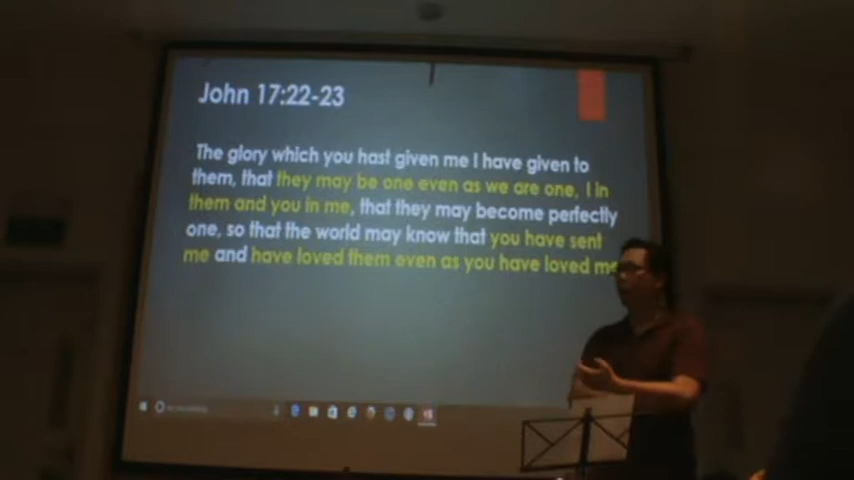 John 17:22-23
The glory which you hast given me I have given to
them, that they may be one even as we are one, I in
them and you in me, that they may become perfectly
one, so that the world may know that you have sent
me and have loved them even as you have loved me